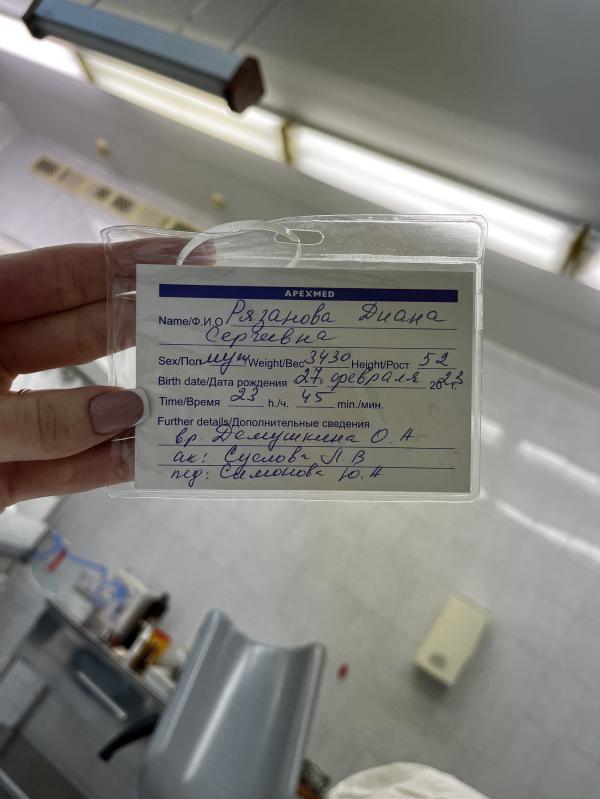 APEXMED
Name/Ф.И.О Рязанова Диана
Сергеевна
Sex/Пол муж Weight/Вес 3430 Height/Рост 52
Birth date/Дата рождения 27 февраля 2023 г.
Time/Время 23 h./ч. 45 min./мин.
Further details/Дополнительные сведения
вр. Демушкина О. А
ак: Суслова Л. В
пед: Симонова Ю. А